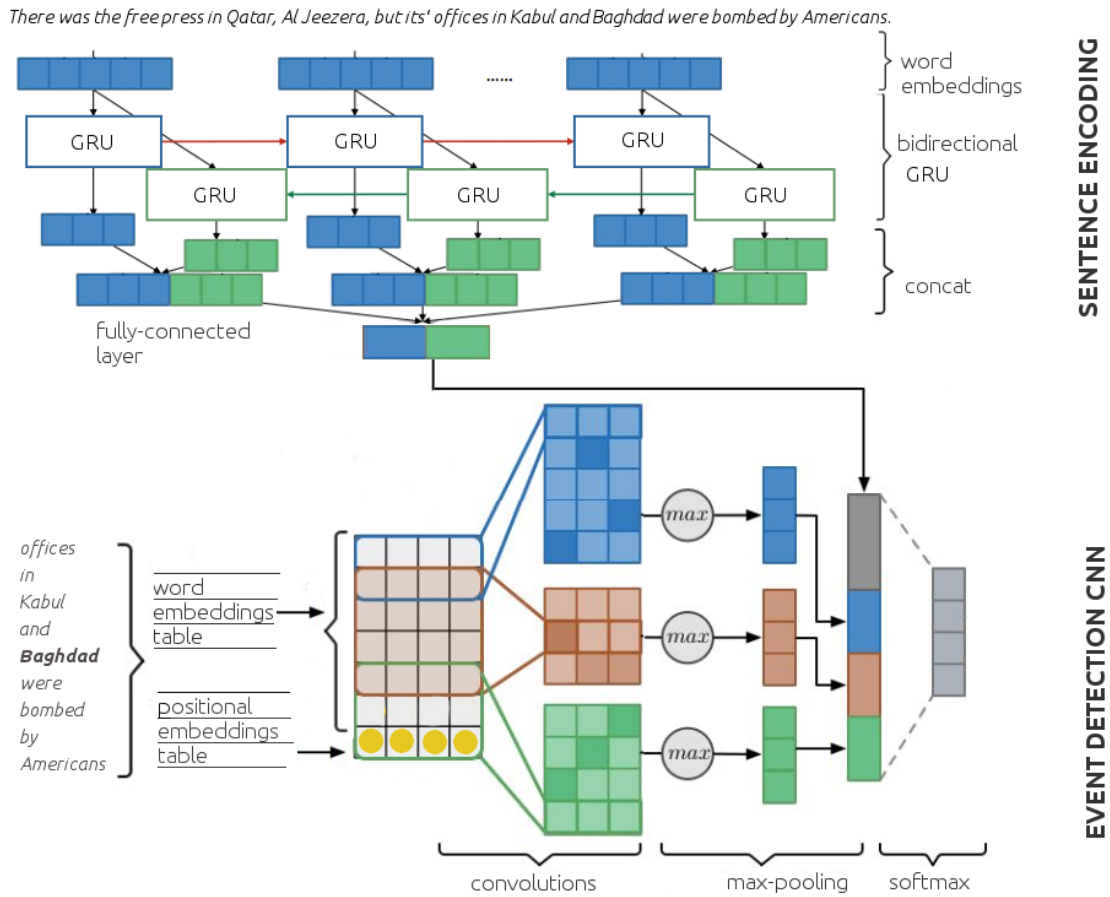 There was the free press in Qatar, Al Jeezera, but its' offices in Kabul and Baghdad were bombed by Americans.
word
embeddings
......
GRU
GRU
GRU
bidirectional
GRU
GRU
GRU
GRU
concat
fully-connected
layer
SENTENCE ENCODING
max
offices
in
Kabul
and
Baghdad
were
bombed
by
Americans
word
embeddings
table
positional
embeddings
table
max
max
EVENT DETECTION CNN
convolutions
max-pooling
softmax